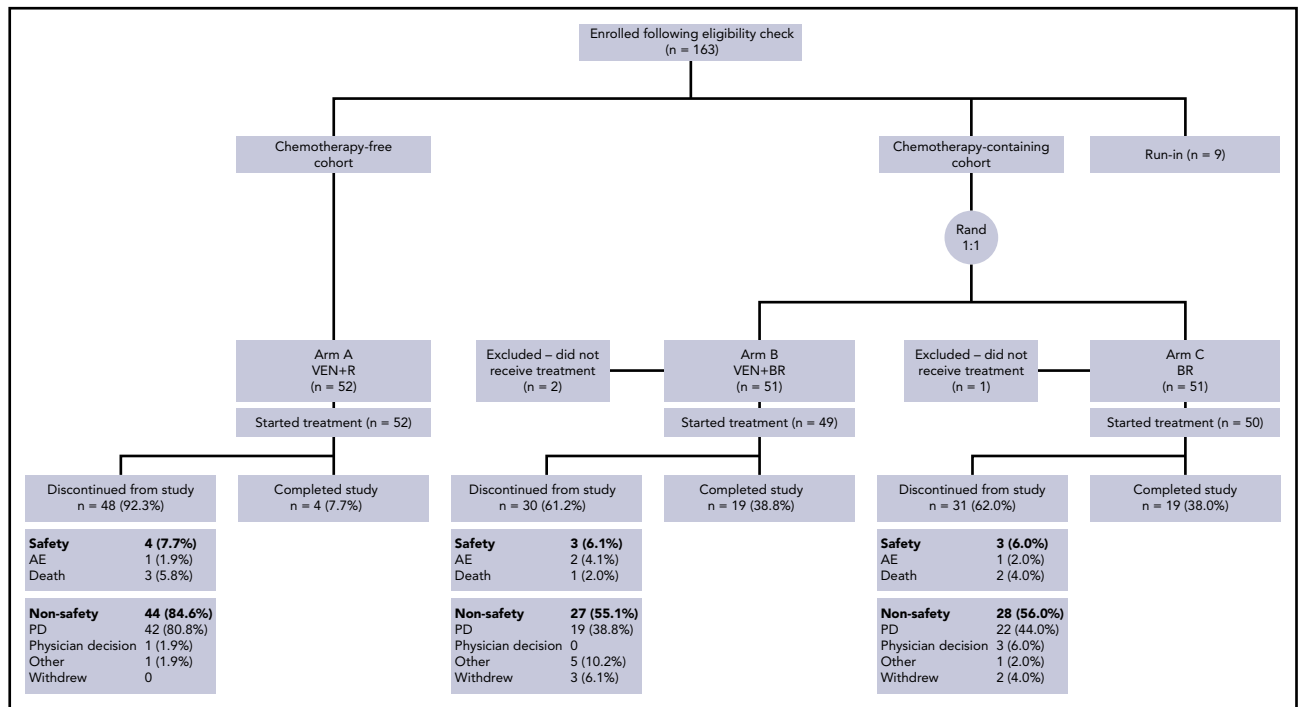 Enrolled following eligibility check
(n = 163)
Chemotherapy-free
cohort
Chemotherapy-containing
cohort
Run-in (n = 9)
Rand
1:1
Arm A
VEN+R
(n = 52)
Excluded – did not
receive treatment
(n = 2)
Arm B
VEN+BR
(n = 51)
Excluded – did not
receive treatment
(n = 1)
Arm C
BR
(n = 51)
Started treatment (n = 52)
Started treatment (n = 49)
Started treatment (n = 50)
Discontinued from study
n = 48 (92.3%)
Completed study
n = 4 (7.7%)
Discontinued from study
n = 30 (61.2%)
Completed study
n = 19 (38.8%)
Discontinued from study
n = 31 (62.0%)
Completed study
n = 19 (38.0%)
Safety 4 (7.7%)
AE 1 (1.9%)
Death 3 (5.8%)
Non-safety 44 (84.6%)
PD 42 (80.8%)
Physician decision 1 (1.9%)
Other 1 (1.9%)
Withdrew 0
Safety 3 (6.1%)
AE 2 (4.1%)
Death 1 (2.0%)
Non-safety 27 (55.1%)
PD 19 (38.8%)
Physician decision 0
Other 5 (10.2%)
Withdrew 3 (6.1%)
Safety 3 (6.0%)
AE 1 (2.0%)
Death 2 (4.0%)
Non-safety 28 (56.0%)
PD 22 (44.0%)
Physician decision 3 (6.0%)
Other 1 (2.0%)
Withdrew 2 (4.0%)